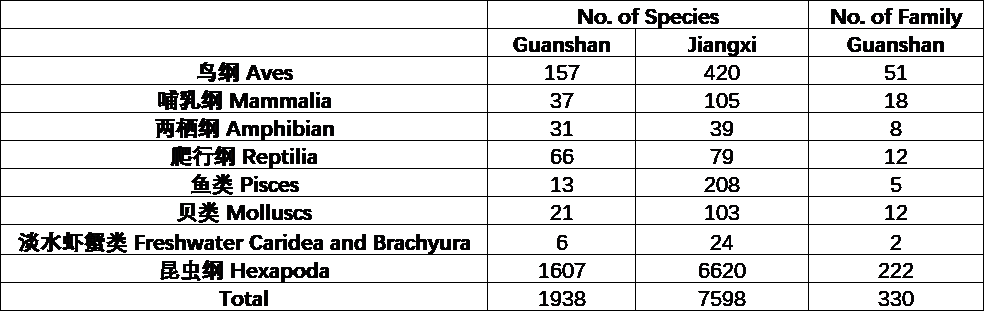 No. of Species No. of Family
Guanshan Jiangxi Guanshan
鸟纲 Aves 157 420 51
哺乳纲 Mammalia 37 105 18
两栖纲 Amphibian 31 39 8
爬行纲 Reptilia 66 79 12
鱼类 Pisces 13 208 5
贝类 Molluscs 21 103 12
淡水虾蟹类 Freshwater Caridea and Brachyura 6 24 2
昆虫纲 Hexapoda 1607 6620 222
Total 1938 7598 330